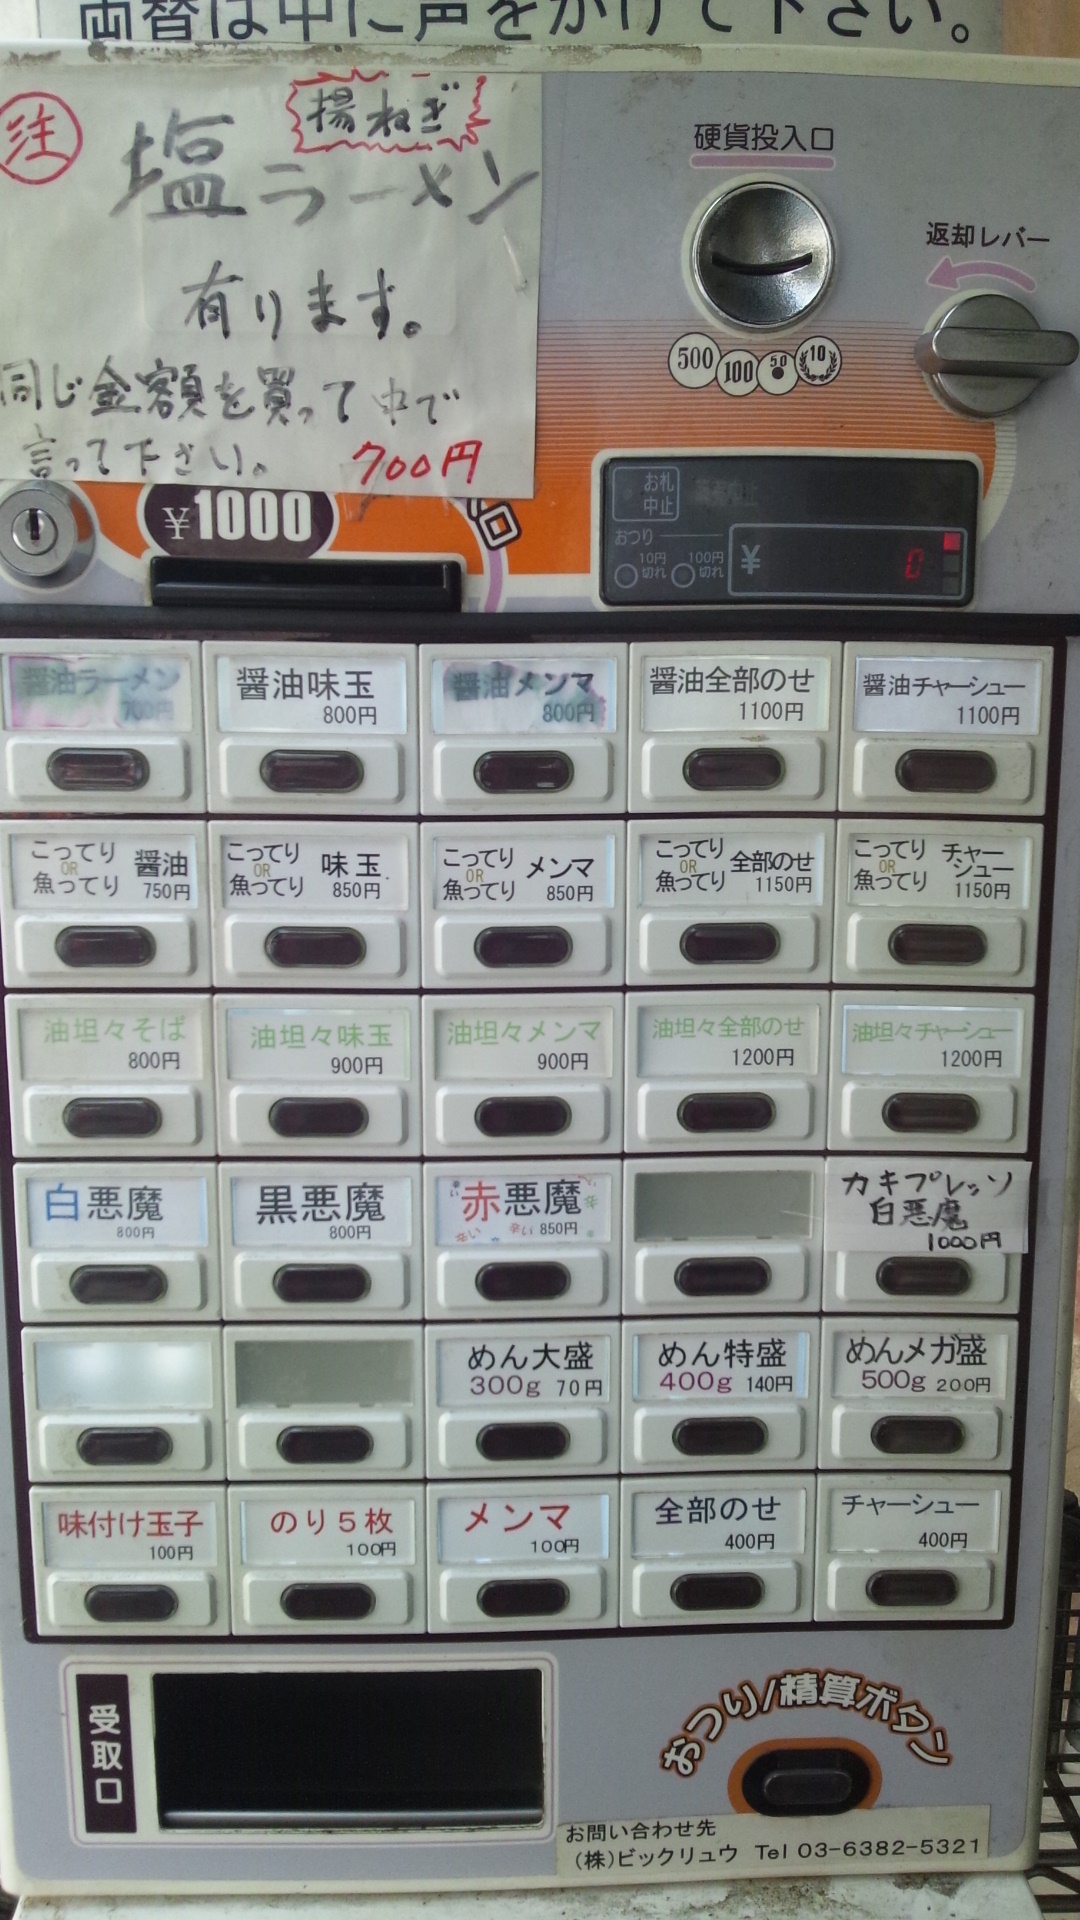 両替は中に声をかけて下さい。
注
揚ねぎ
塩ラーメン
有ります。
同じ金額を買って中で
言って下さい。 700円
硬貨投入口
返却レバー
500 100 50 10
¥1000
口
お札
中止
おつり
10円
切れ
100円
切れ
¥ 0
醤油ラーメン
700円
醤油味玉
800円
醤油メンマ
800円
醤油全部のせ
1100円
醤油チャーシュー
1100円
こってり
OR
魚ってり
醤油
750円
こってり
OR
魚ってり
味玉
850円
こってり
OR
魚ってり
メンマ
850円
こってり
OR
魚ってり
全部のせ
1150円
こってり
OR
魚ってり
チャー
シュー
1150円
油坦々そば
800円
油坦々味玉
900円
油坦々メンマ
900円
油坦々全部のせ
1200円
油坦々チャーシュー
1200円
白悪魔
800円
黒悪魔
800円
赤悪魔
辛い 辛い 850円
カキプレッソ
白悪魔
1000円
めん大盛
300g 70円
めん特盛
400g 140円
めんメガ盛
500g 200円
味付け玉子
100円
のり5枚
100円
メンマ
100円
全部のせ
400円
チャーシュー
400円
受取口
おつり/精算ボタン
お問い合わせ先
(株)ビックリュウ Tel 03-6382-5321